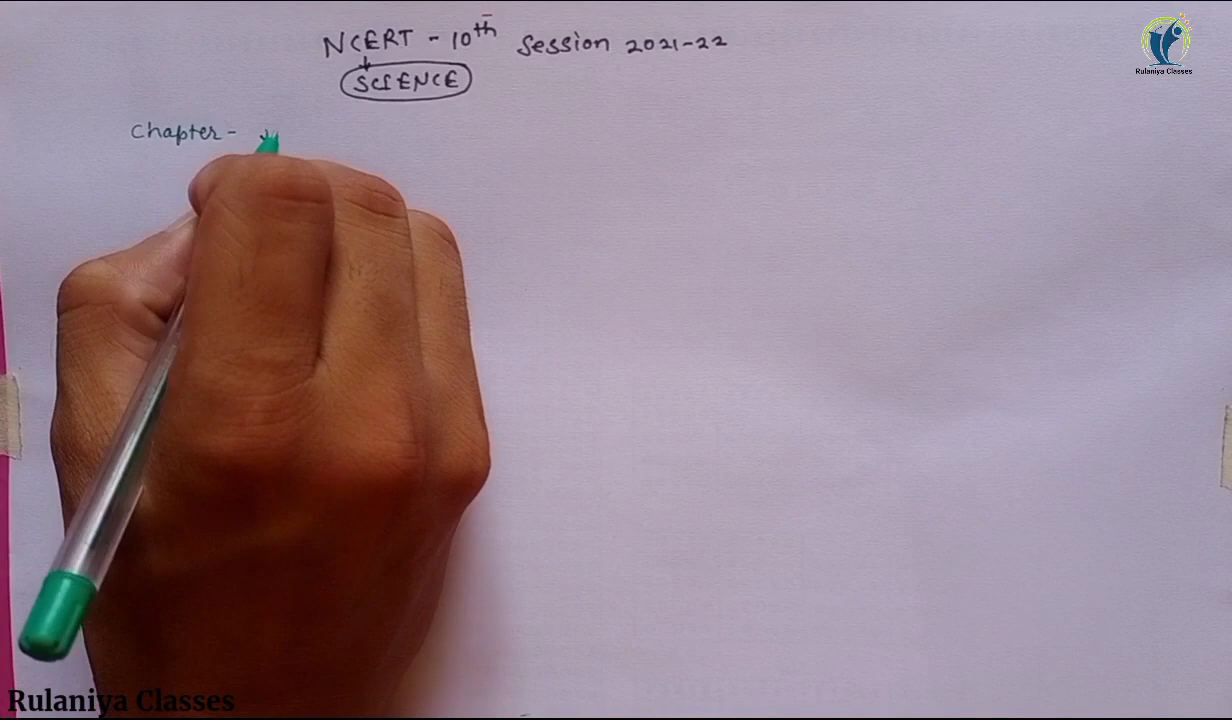 NCERT - 10th Session 2021-22
SCIENCE
Chapter -
Rulaniya Classes
Rulaniya Classes